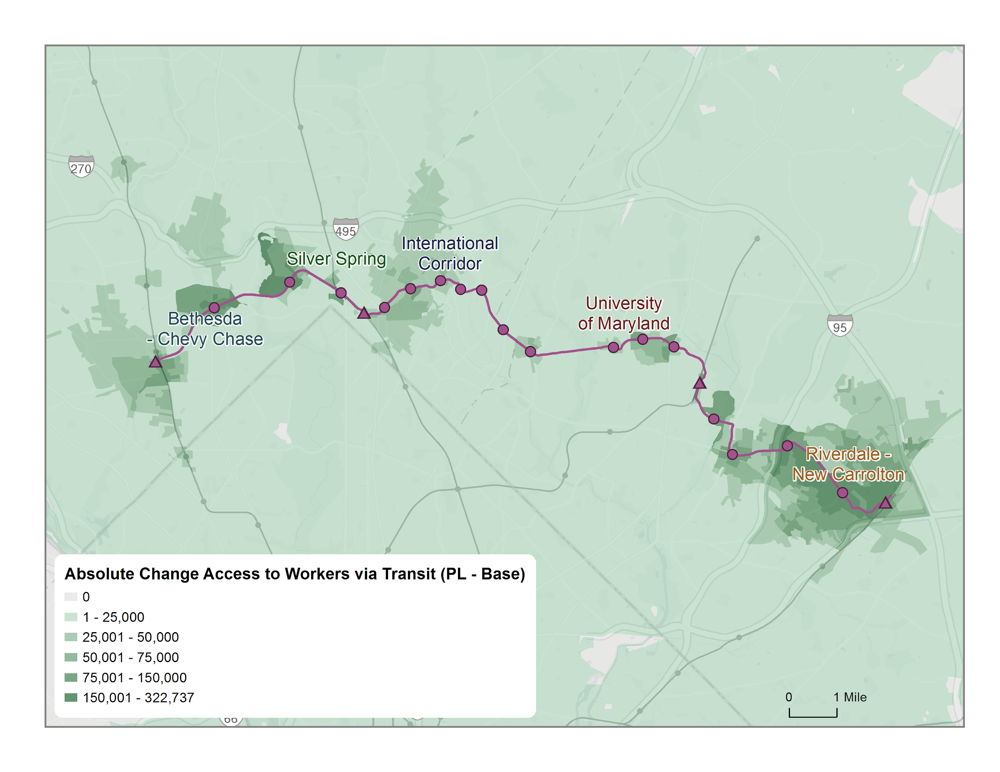 270
495
International
Corridor
Silver Spring
University
of Maryland
Bethesda
- Chevy Chase
95
Riverdale -
New Carrolton
Absolute Change Access to Workers via Transit (PL - Base)
0
1 - 25,000
25,001 - 50,000
50,001 - 75,000
75,001 - 150,000
150,001 - 322,737
0 1 Mile
66